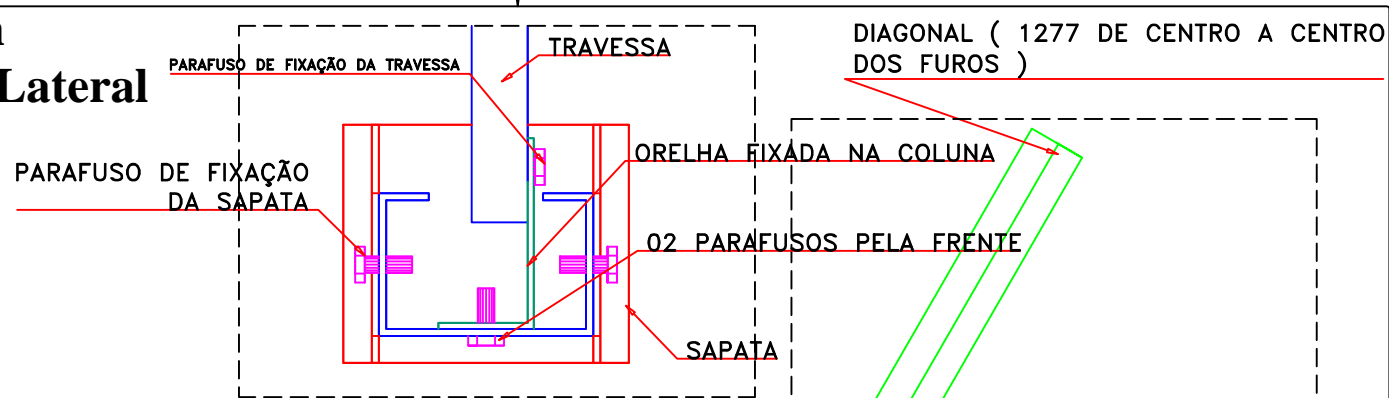 Lateral
PARAFUSO DE FIXAÇÃO DA TRAVESSA
TRAVESSA
DIAGONAL ( 1277 DE CENTRO A CENTRO
DOS FUROS )
PARAFUSO DE FIXAÇÃO
DA SAPATA
ORELHA FIXADA NA COLUNA
02 PARAFUSOS PELA FRENTE
SAPATA